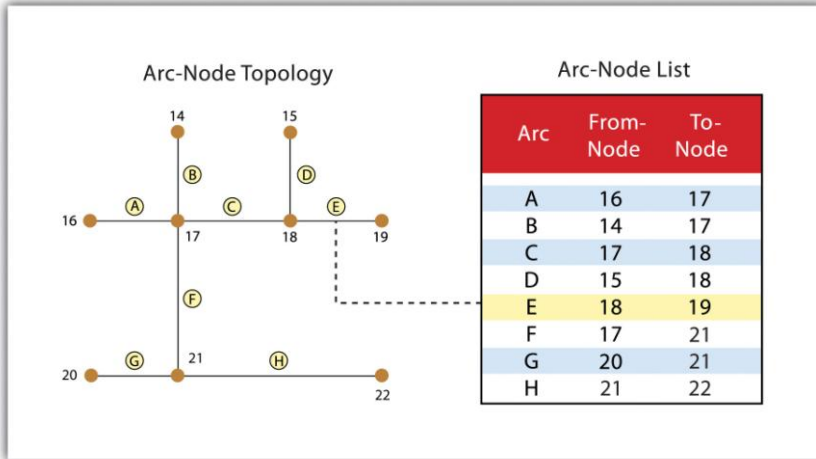 Arc-Node Topology
14
15
B
D
A
C
E
16
17
18
19
F
G
21
H
20
22
Arc-Node List
Arc From-Node To-Node
A 16 17
B 14 17
C 17 18
D 15 18
E 18 19
F 17 21
G 20 21
H 21 22